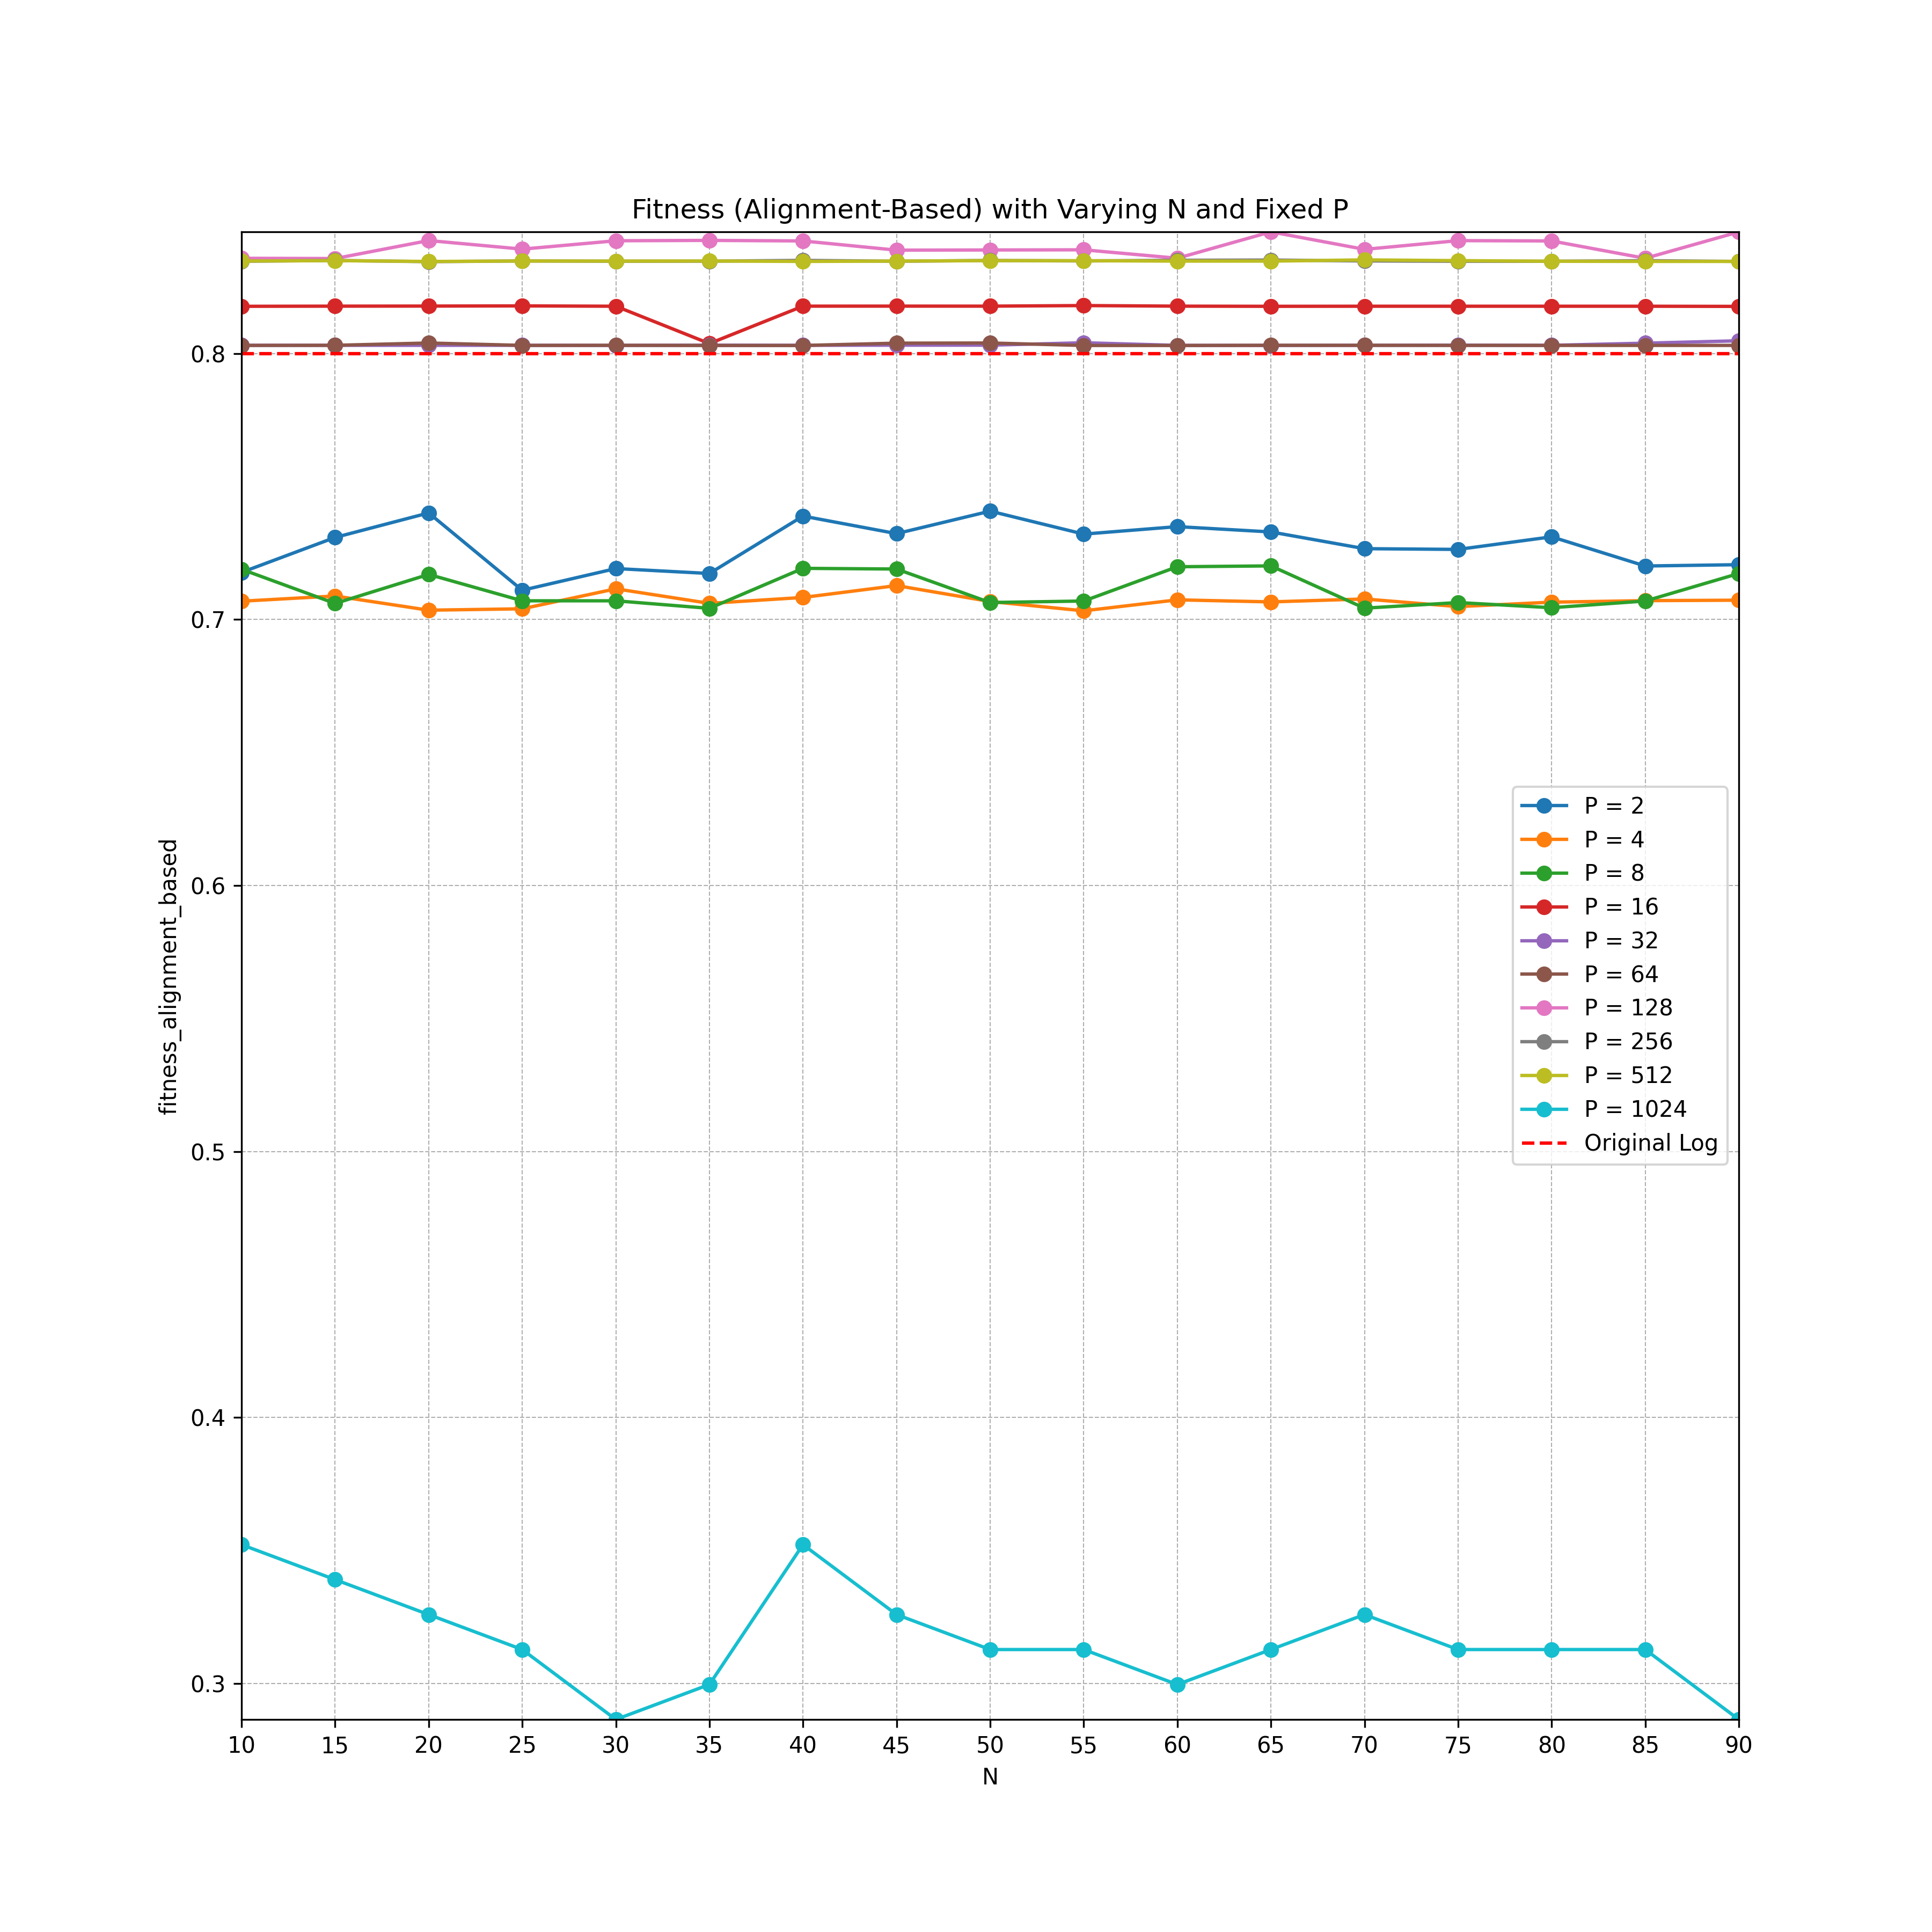 Fitness (Alignment-Based) with Varying N and Fixed P
fitness_alignment_based
0.8
0.7
0.6
0.5
0.4
0.3
P = 2
P = 4
P = 8
P = 16
P = 32
P = 64
P = 128
P = 256
P = 512
P = 1024
Original Log
10 15 20 25 30 35 40 45 50 55 60 65 70 75 80 85 90
N